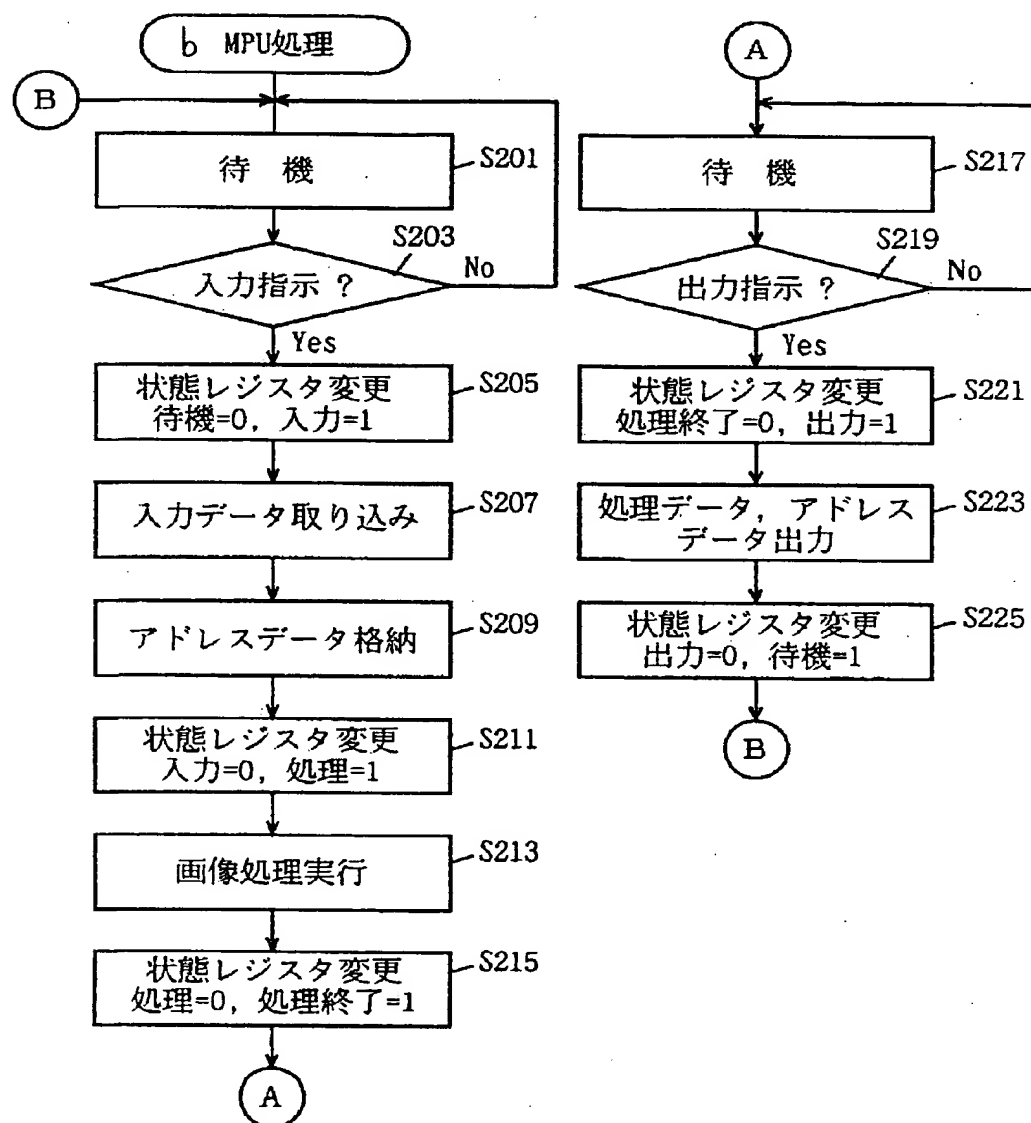 b MPU処理
B
待 機
S201
S203
入力指示 ?
No
Yes
状態レジスタ変更
待機=0, 入力=1
S205
入力データ取り込み
S207
アドレスデータ格納
S209
状態レジスタ変更
入力=0, 処理=1
S211
画像処理実行
S213
状態レジスタ変更
処理=0, 処理終了=1
S215
A
A
待 機
S217
S219
出力指示 ?
No
Yes
状態レジスタ変更
処理終了=0, 出力=1
S221
処理データ, アドレス
データ出力
S223
状態レジスタ変更
出力=0, 待機=1
S225
B